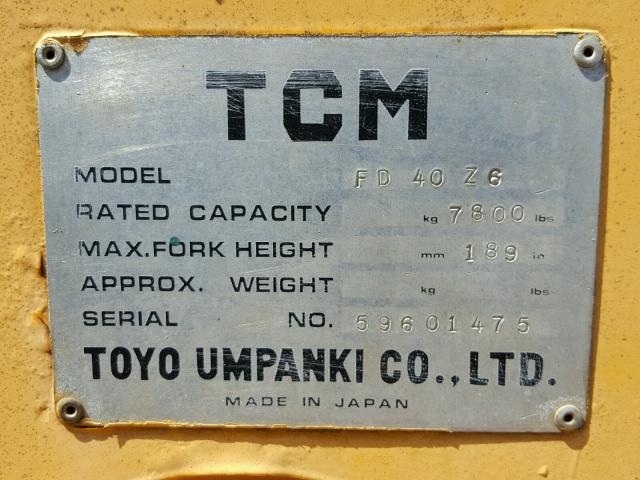 TCM
MODEL FD 40 Z6
RATED CAPACITY kg 7800 lbs
MAX. FORK HEIGHT mm 189 in
APPROX. WEIGHT kg lbs
SERIAL NO. 59601475
TOYO UMPANKI CO., LTD.
MADE IN JAPAN